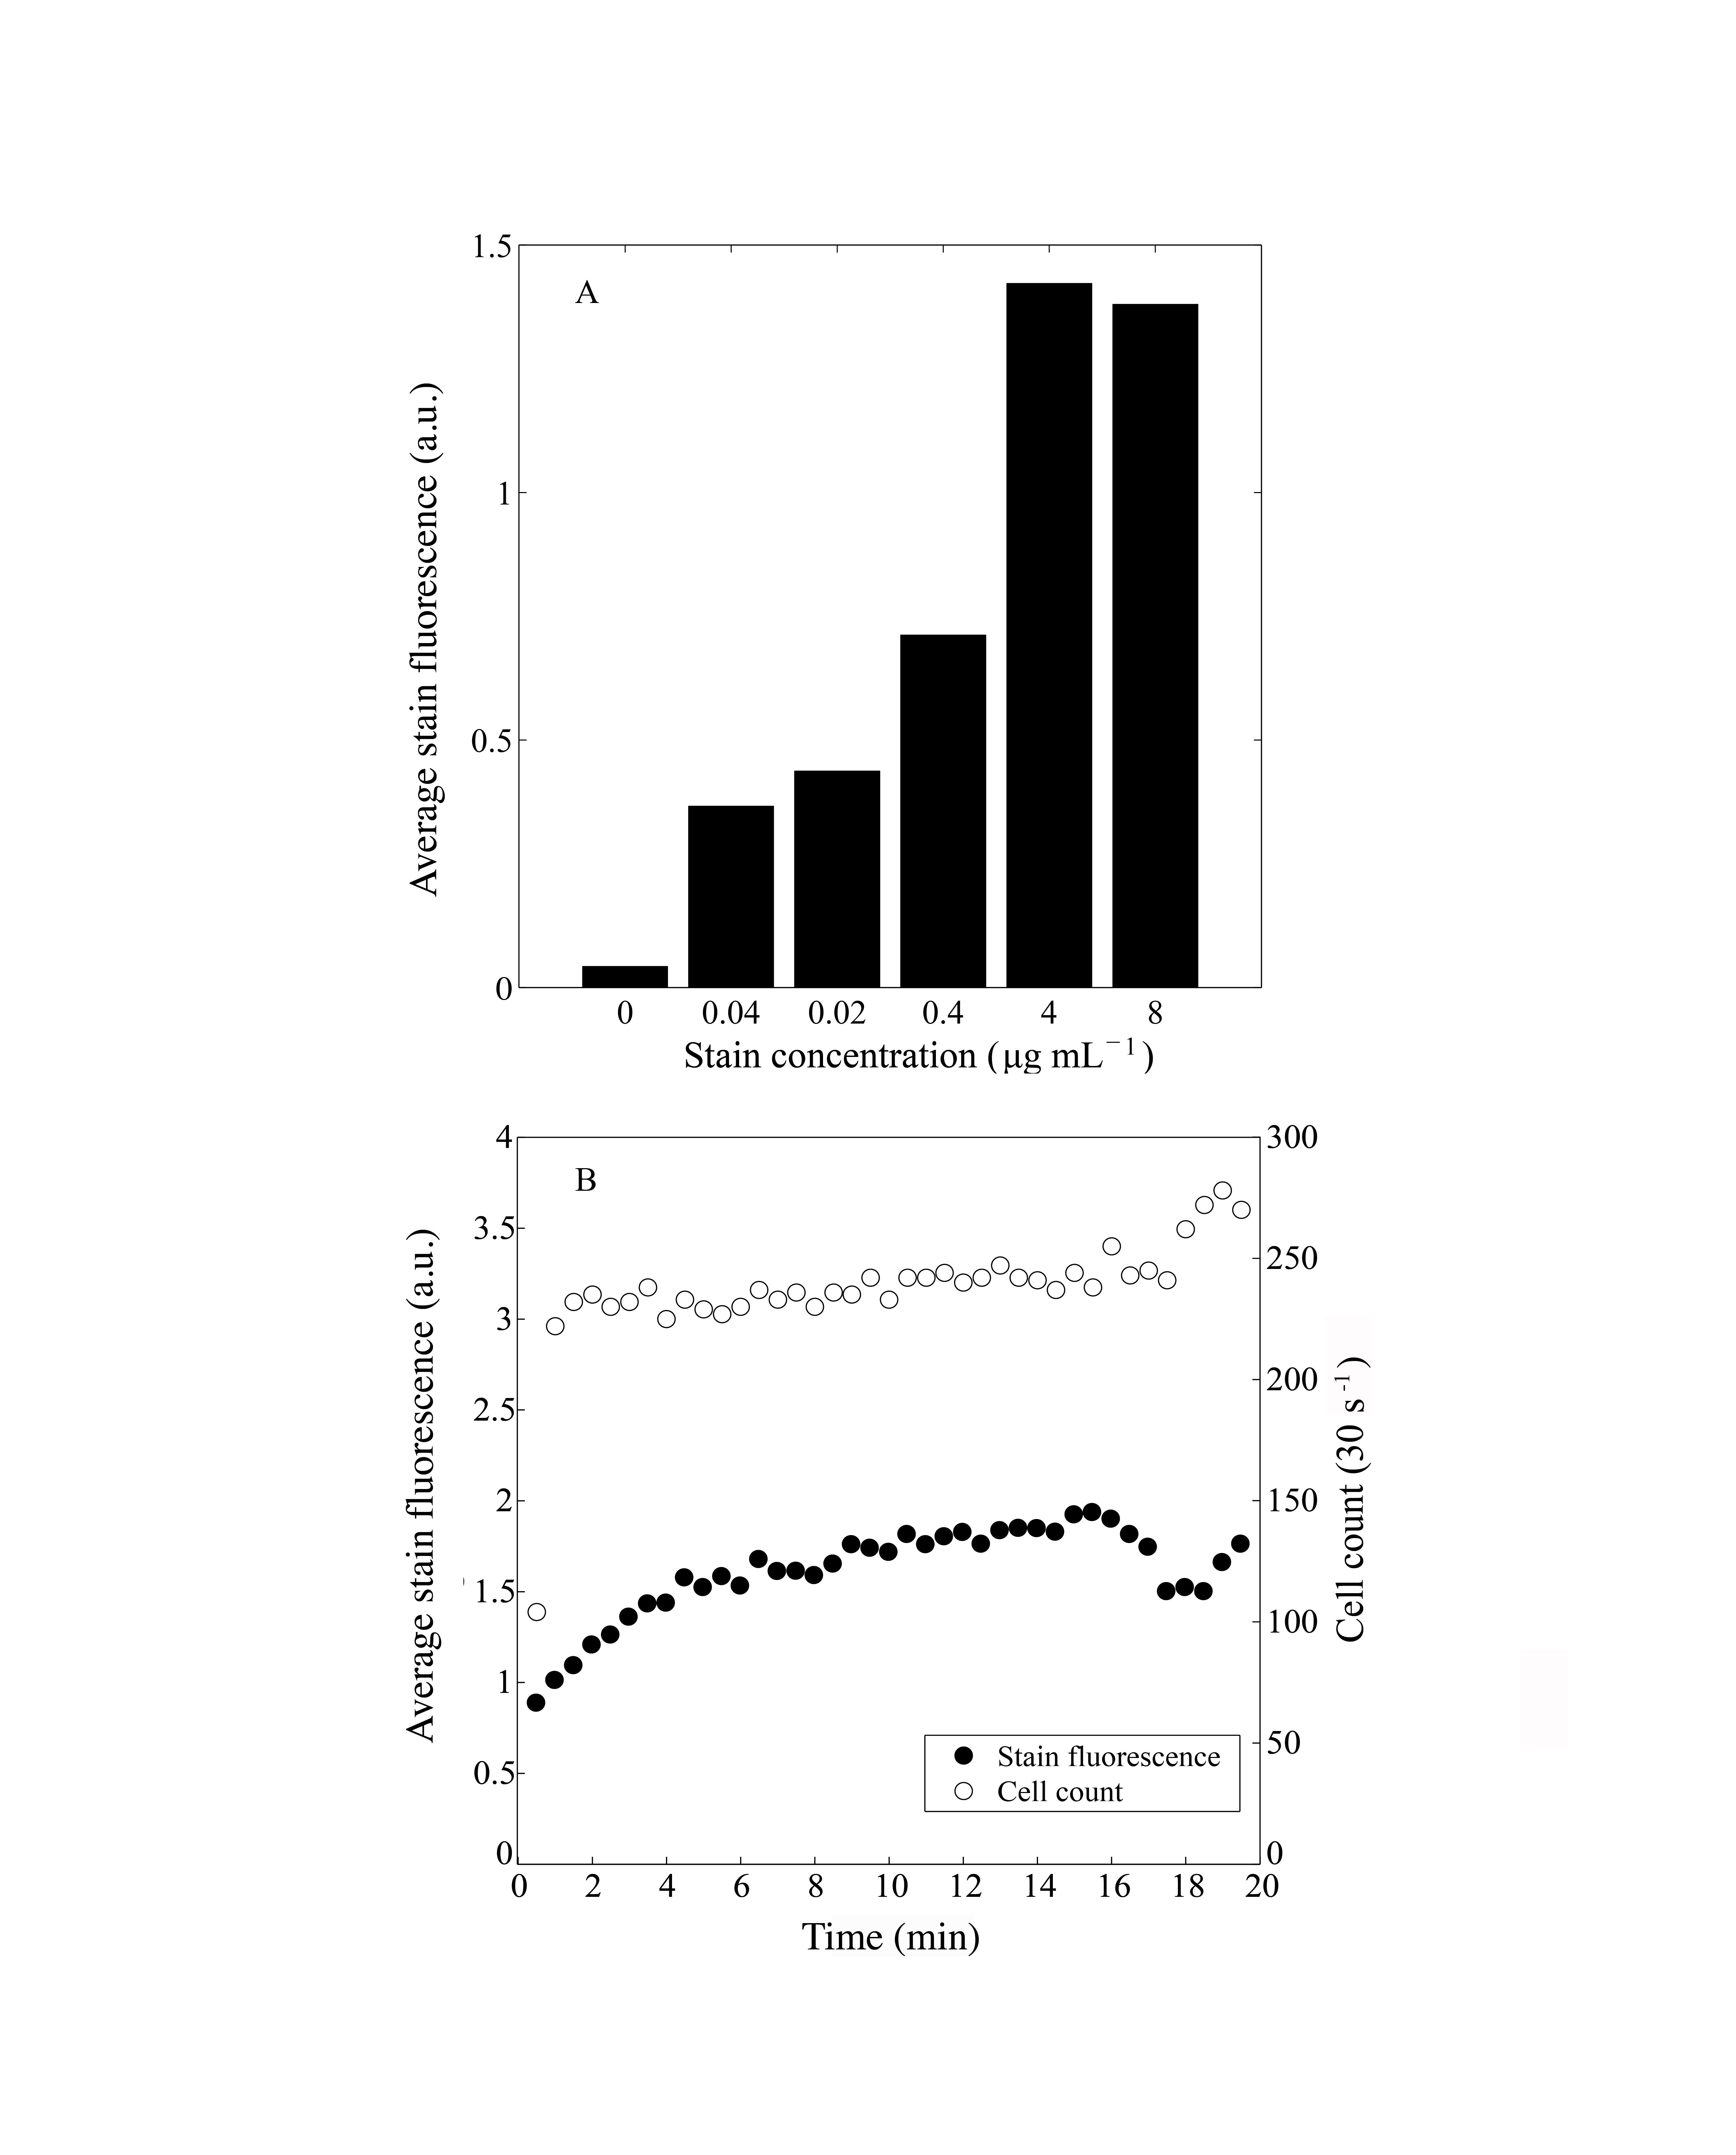 1.5
A
1
0.5
0
Average stain fluorescence (a.u.)
0 0.04 0.02 0.4 4 8
Stain concentration (µg mL−1)
4
3.5
3
2.5
2
1.5
1
0.5
0
B
Average stain fluorescence (a.u.)
300
250
200
150
100
50
0
Cell count (30 s-1)
Stain fluorescence
Cell count
0 2 4 6 8 10 12 14 16 18 20
Time (min)